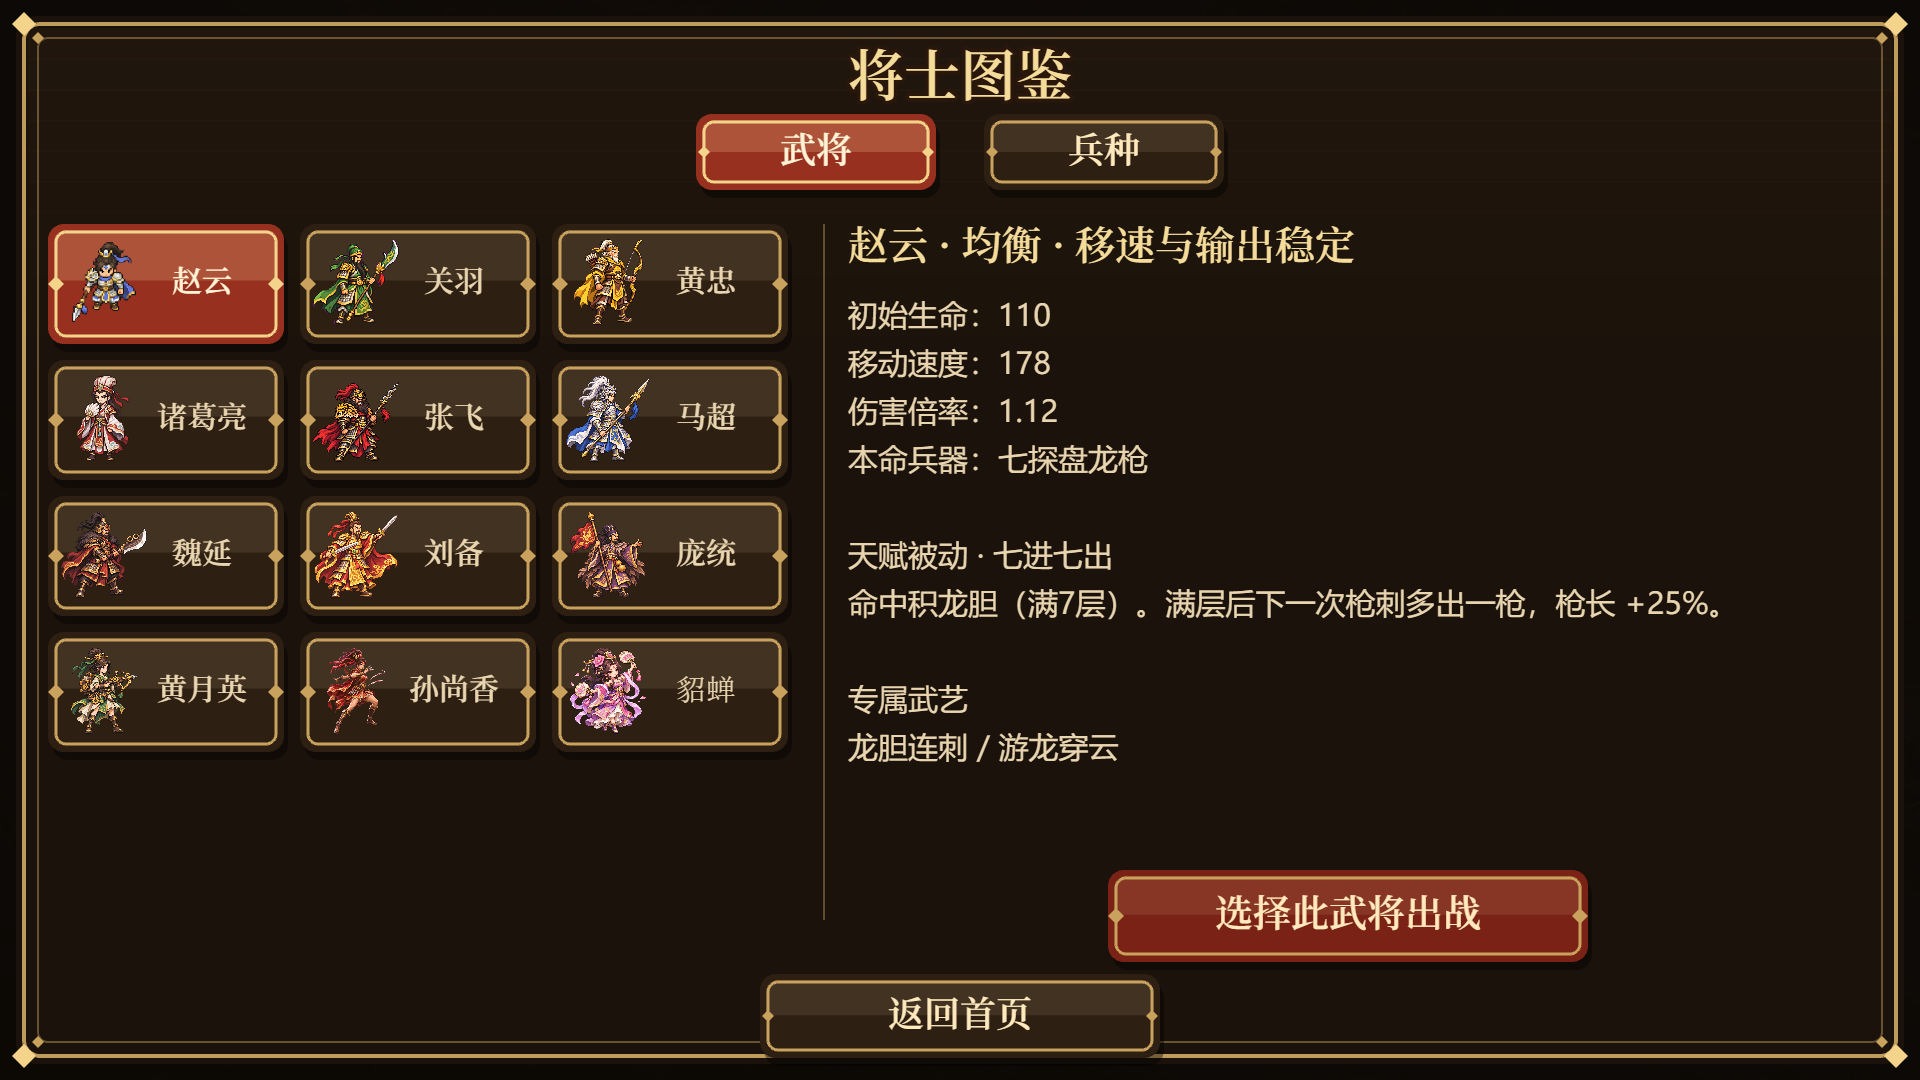 将士图鉴
武将
兵种
赵云
关羽
黄忠
诸葛亮
张飞
马超
魏延
刘备
庞统
黄月英
孙尚香
貂蝉
赵云 · 均衡 · 移速与输出稳定
初始生命：110
移动速度：178
伤害倍率：1.12
本命兵器：七探盘龙枪
天赋被动 · 七进七出
命中积龙胆（满7层）。满层后下一次枪刺多出一枪，枪长 +25%。
专属武艺
龙胆连刺 / 游龙穿云
选择此武将出战
返回首页